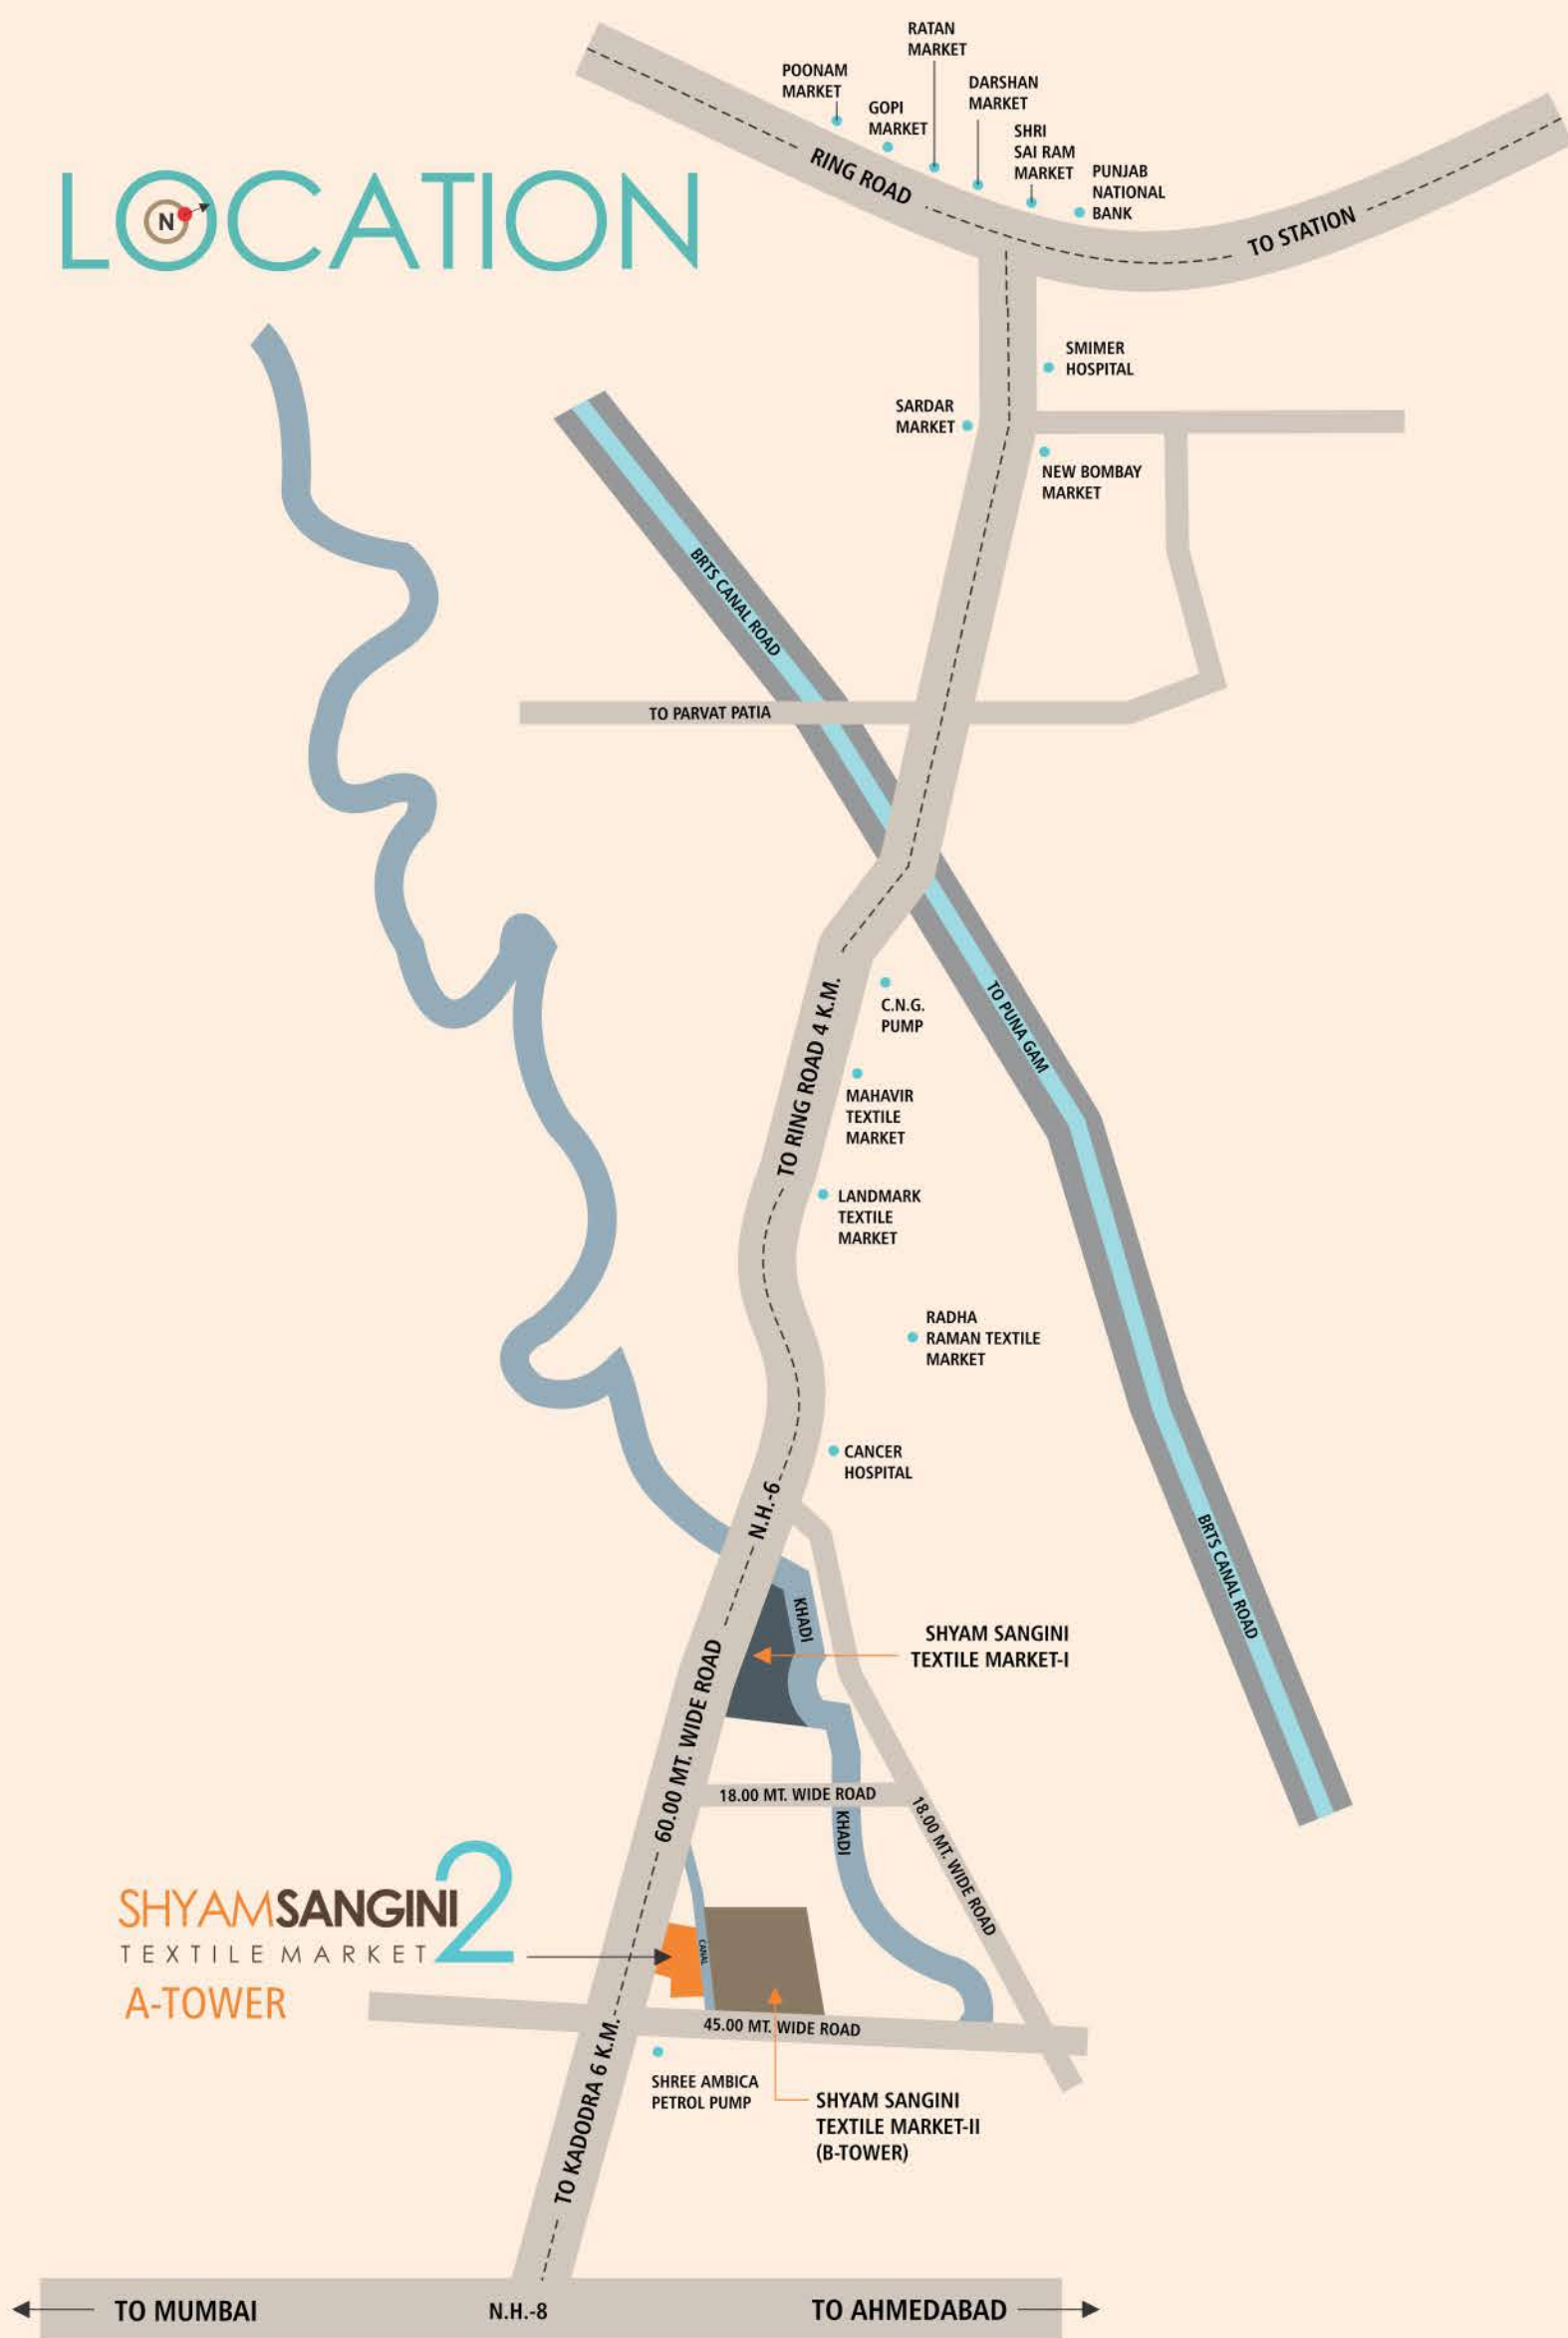 RATAN
MARKET
POONAM
MARKET
DARSHAN
MARKET
GOPI
MARKET
SHRI
SAI RAM
MARKET
PUNJAB
NATIONAL
BANK
RING ROAD
TO STATION
LOCATION
N
SMIMER
HOSPITAL
SARDAR
MARKET
NEW BOMBAY
MARKET
BRTS CANAL ROAD
TO PARVAT PATIA
C.N.G.
PUMP
TO PUNA GAM
TO RING ROAD 4 K.M.
MAHAVIR
TEXTILE
MARKET
LANDMARK
TEXTILE
MARKET
RADHA
RAMAN TEXTILE
MARKET
CANCER
HOSPITAL
N.H.-6
BRTS CANAL ROAD
KHADI
SHYAM SANGINI
TEXTILE MARKET-I
60.00 MT. WIDE ROAD
18.00 MT. WIDE ROAD
KHADI
18.00 MT. WIDE ROAD
SHYAMSANGINI 2
TEXTILE MARKET
A-TOWER
CANAL
45.00 MT. WIDE ROAD
TO KADODRA 6 K.M.
SHREE AMBICA
PETROL PUMP
SHYAM SANGINI
TEXTILE MARKET-II
(B-TOWER)
TO MUMBAI
N.H.-8
TO AHMEDABAD